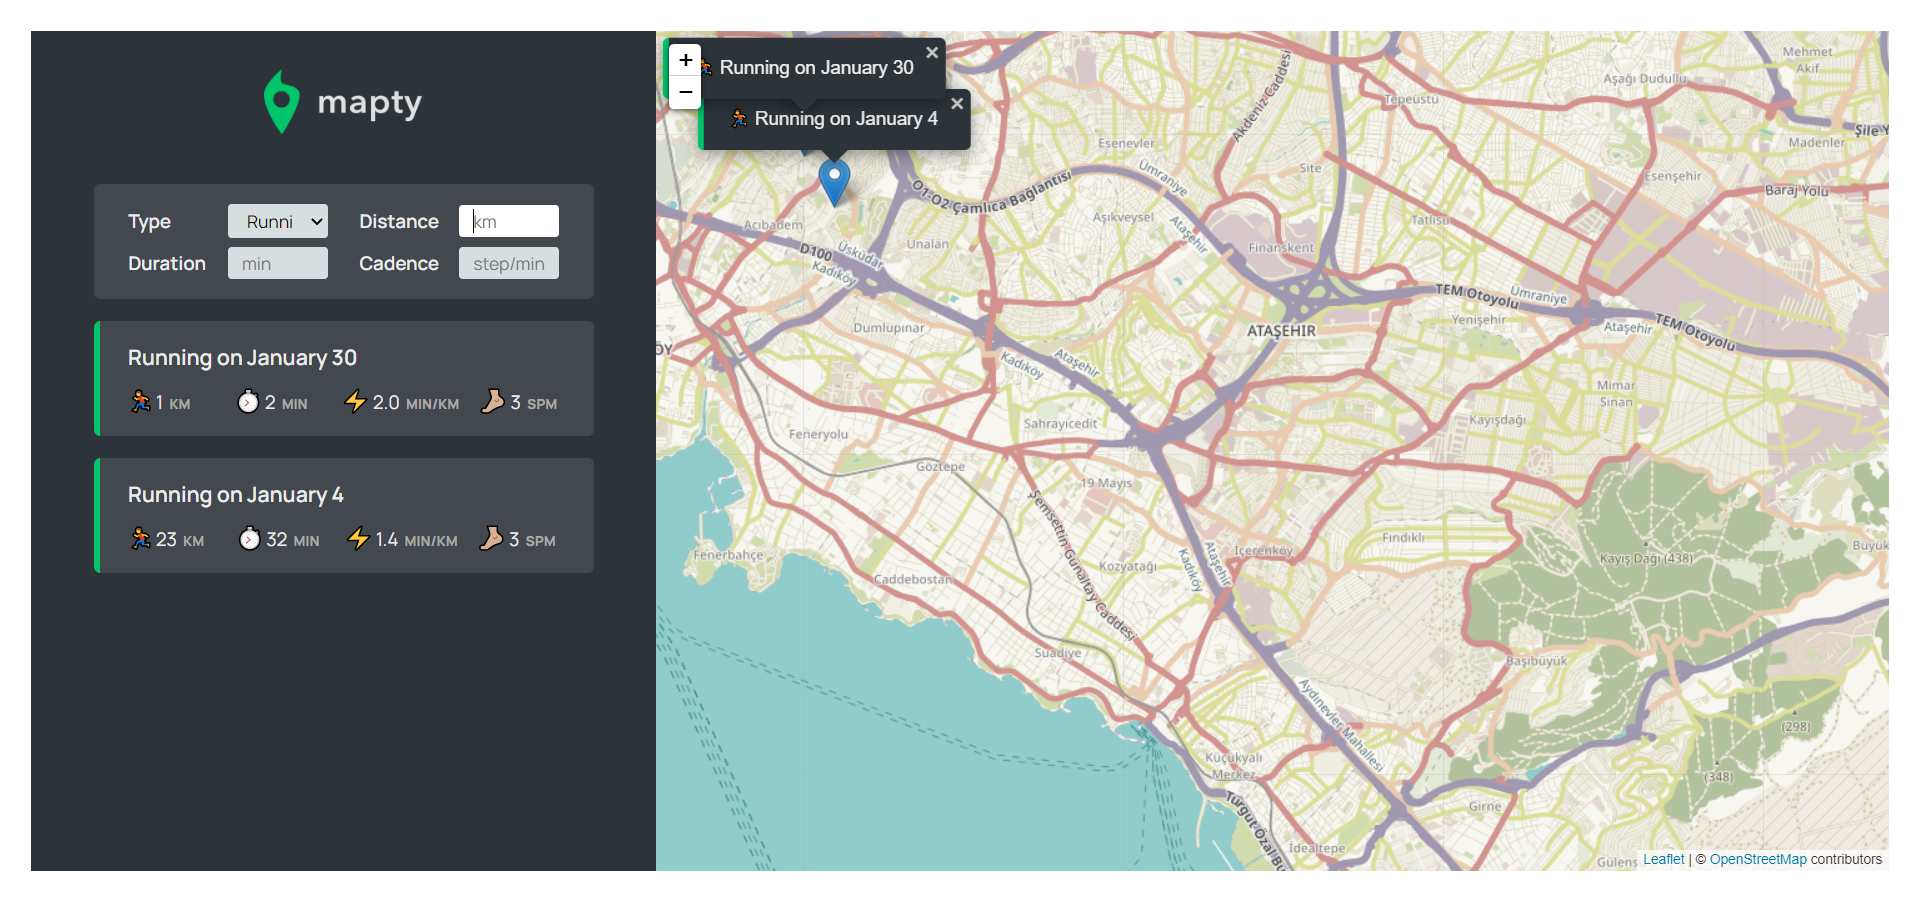 mapty
Type Runni Distance km
Duration min Cadence step/min
Running on January 30
1 KM 2 MIN 2.0 MIN/KM 3 SPM
Running on January 4
23 KM 32 MIN 1.4 MIN/KM 3 SPM
+
−
Running on January 30 ×
Running on January 4 ×
Mehmet
Akif
Aşağı Dudullu
Tepeüstü
Akdeniz Caddesi
Şile Y
Madenler
Esenevler
Site
Esenşehir
Ümraniye
Baraj Yolu
O1-O2 Çamlıca Bağlantısı
Aşıkveysel
Tatlısu
Acıbadem
Ataşehir
Finanskent
Unalan
D100
Üsküdar
Kadıköy
TEM Otoyolu
Ümraniye
Yenişehir
Ataşehir
TEM Otoyolu
Dumlupınar
ATAŞEHİR
ÖY
Kadıköy
Ataşehir
Mimar
Sinan
Kayışdağı
Sahrayıcedit
Feneryolu
Göztepe
19 Mayıs
Şemsettin Günaltay Caddesi
Fındıklı
Büyük
Kayış Dağı (438)
Fenerbahçe
İçerenköy
Kozyatağı
Kadıköy
Ataşehir
Caddebostan
Suadiye
Başıbüyük
Aydınevler Mahallesi
(298)
Küçükyalı
Merkez
(348)
Turgut Özal Bu
Girne
İdealtepe
Gülens
Leaflet | © OpenStreetMap contributors